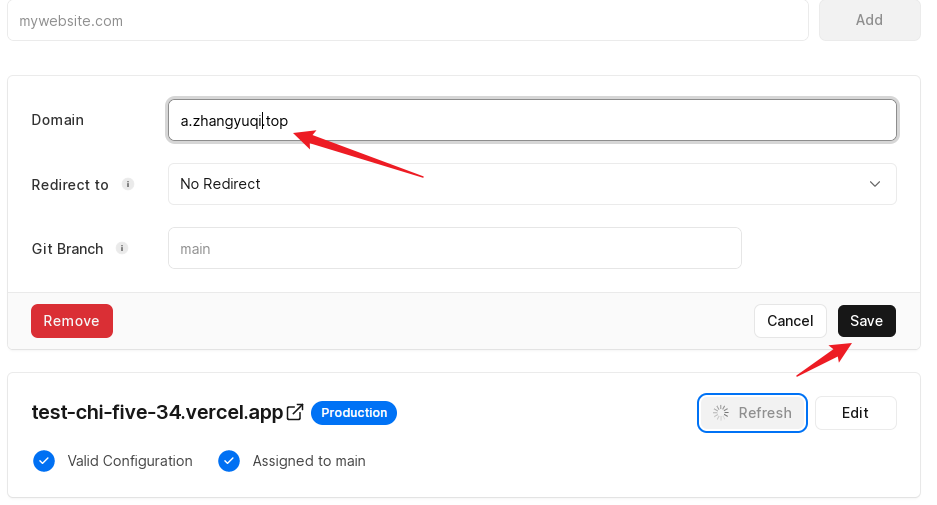 mywebsite.com
Add
Domain
a.zhangyuqi.top
Redirect to
No Redirect
Git Branch
main
Remove
Cancel
Save
test-chi-five-34.vercel.app
Production
Refresh
Edit
Valid Configuration
Assigned to main